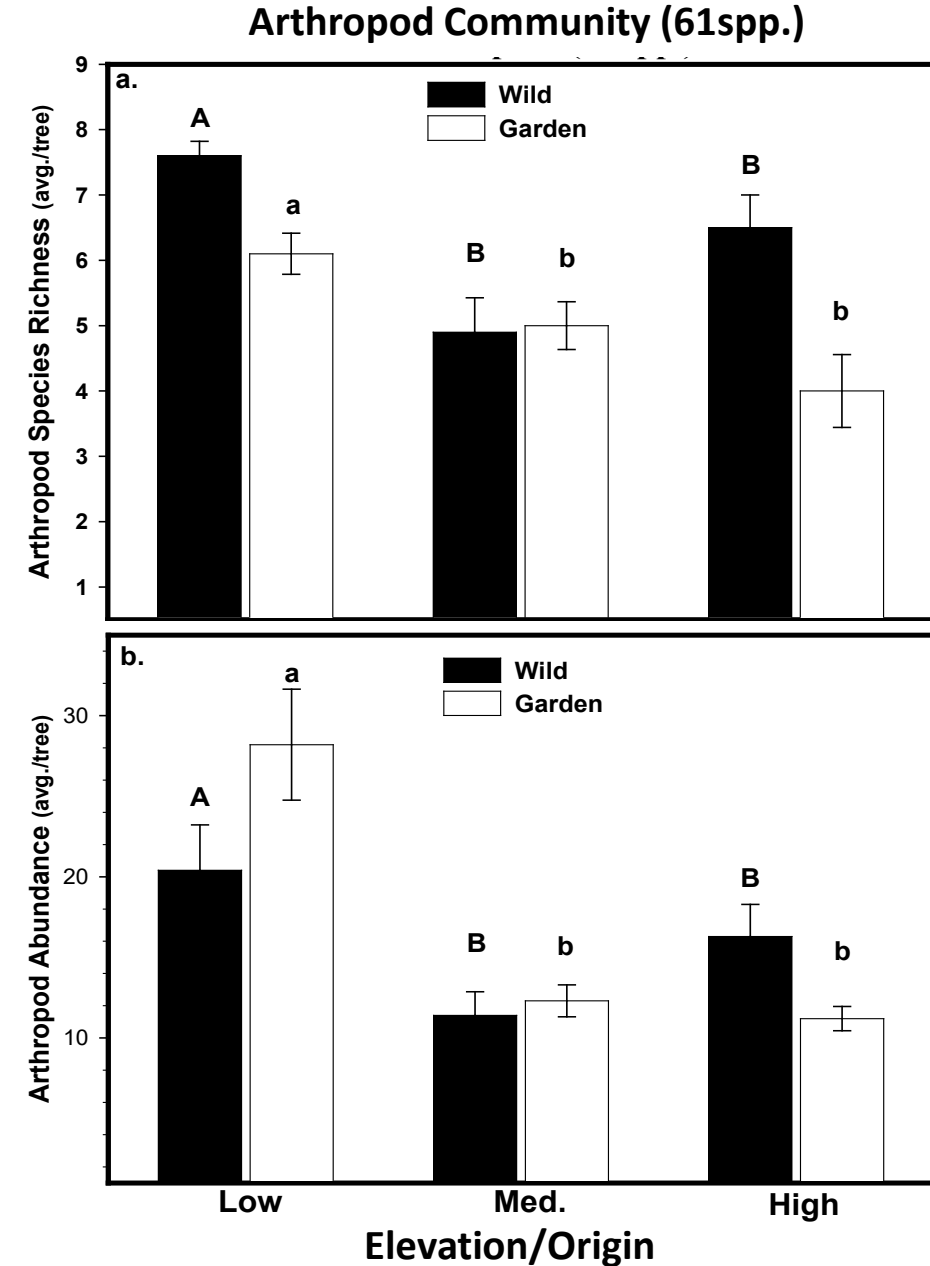 Arthropod Community (61spp.)
a.
Arthropod Species Richness (avg./tree)
9
8
7
6
5
4
3
2
1
Wild
Garden
A
a
B
b
B
b
b.
Arthropod Abundance (avg./tree)
30
20
10
Wild
Garden
A
a
B
b
B
b
Low Med. High
Elevation/Origin